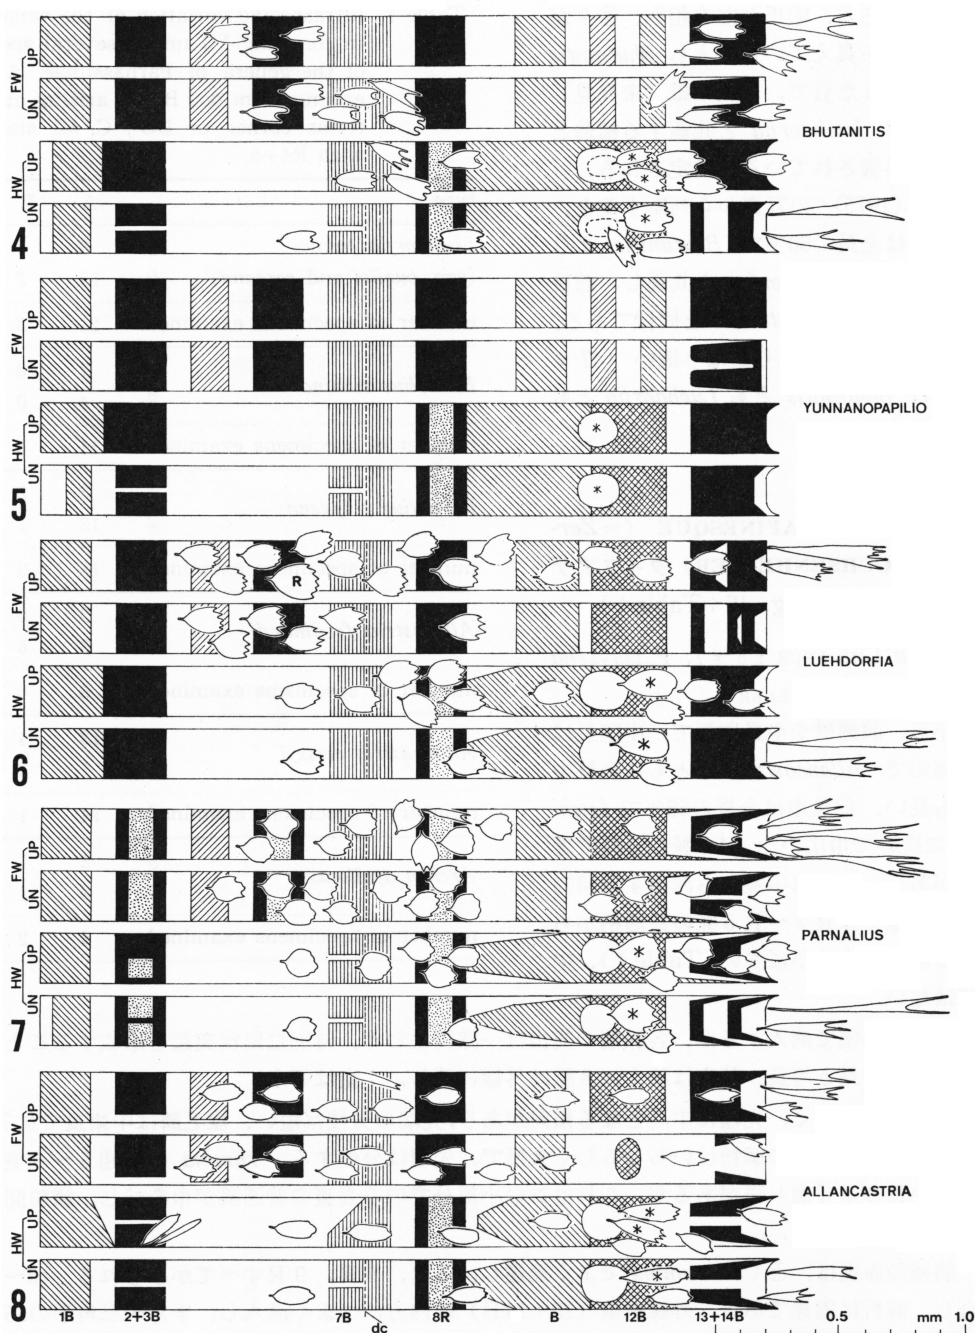 FW
UP
UN
HW
UP
UN
4
BHUTANITIS
FW
UP
UN
HW
UP
UN
5
YUNNANOPAPILIO
FW
UP
UN
HW
UP
UN
6
R
LUEHDORFIA
FW
UP
UN
HW
UP
UN
7
PARNALIUS
FW
UP
UN
HW
UP
UN
8
ALLANCASTRIA
1B 2+3B 7B 8R B 12B 13+14B 0.5 mm 1.0
dc